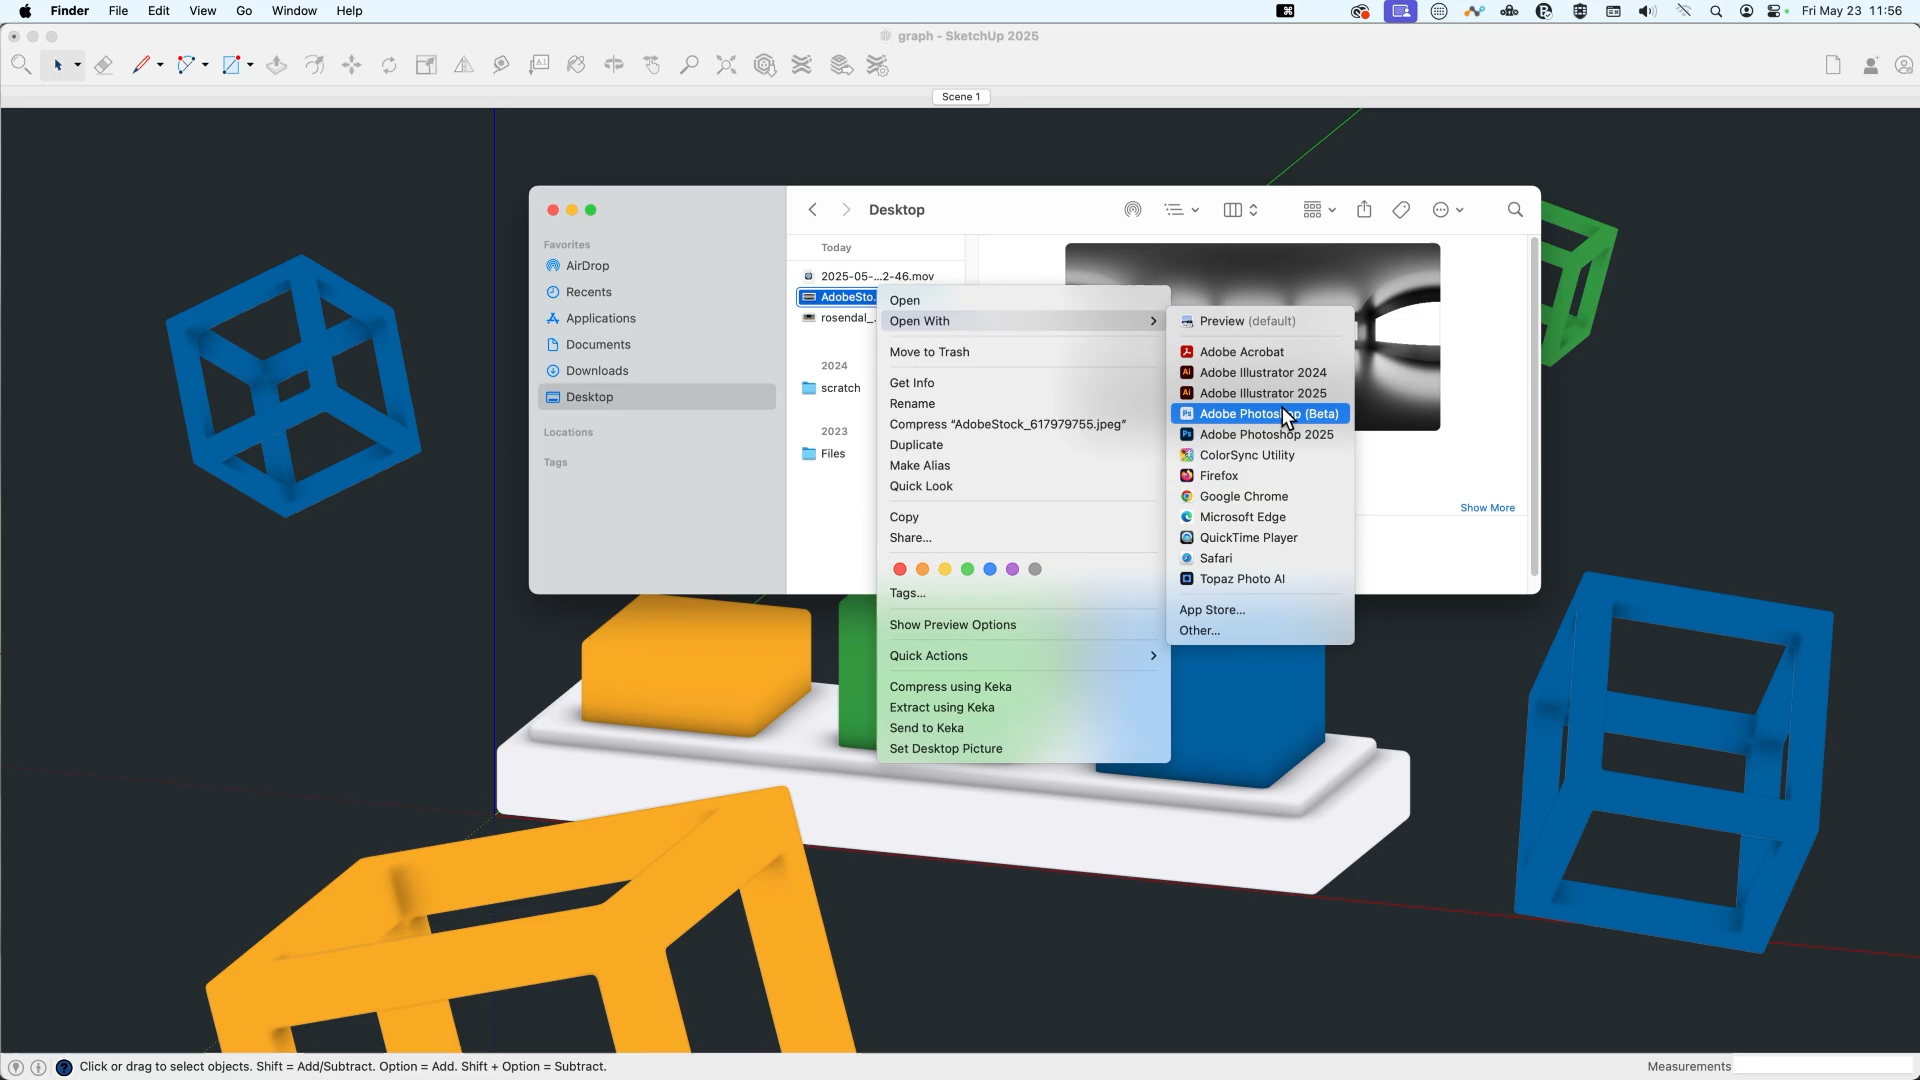 Finder File Edit View Go Window Help
Fri May 23 11:56
graph - SketchUp 2025
Scene 1
Desktop
Favorites
AirDrop
Recents
Applications
Documents
Downloads
Desktop
Locations
Tags
Today
2025-05-...2-46.mov
AdobeSto.
rosendal_.
2024
scratch
2023
Files
Show More
Open
Open With
Move to Trash
Get Info
Rename
Compress "AdobeStock_617979755.jpeg"
Duplicate
Make Alias
Quick Look
Copy
Share...
Tags...
Show Preview Options
Quick Actions
Compress using Keka
Extract using Keka
Send to Keka
Set Desktop Picture
Preview (default)
Adobe Acrobat
Adobe Illustrator 2024
Adobe Illustrator 2025
Adobe Photoshop (Beta)
Adobe Photoshop 2025
ColorSync Utility
Firefox
Google Chrome
Microsoft Edge
QuickTime Player
Safari
Topaz Photo AI
App Store...
Other...
Click or drag to select objects. Shift = Add/Subtract. Option = Add. Shift + Option = Subtract.
Measurements